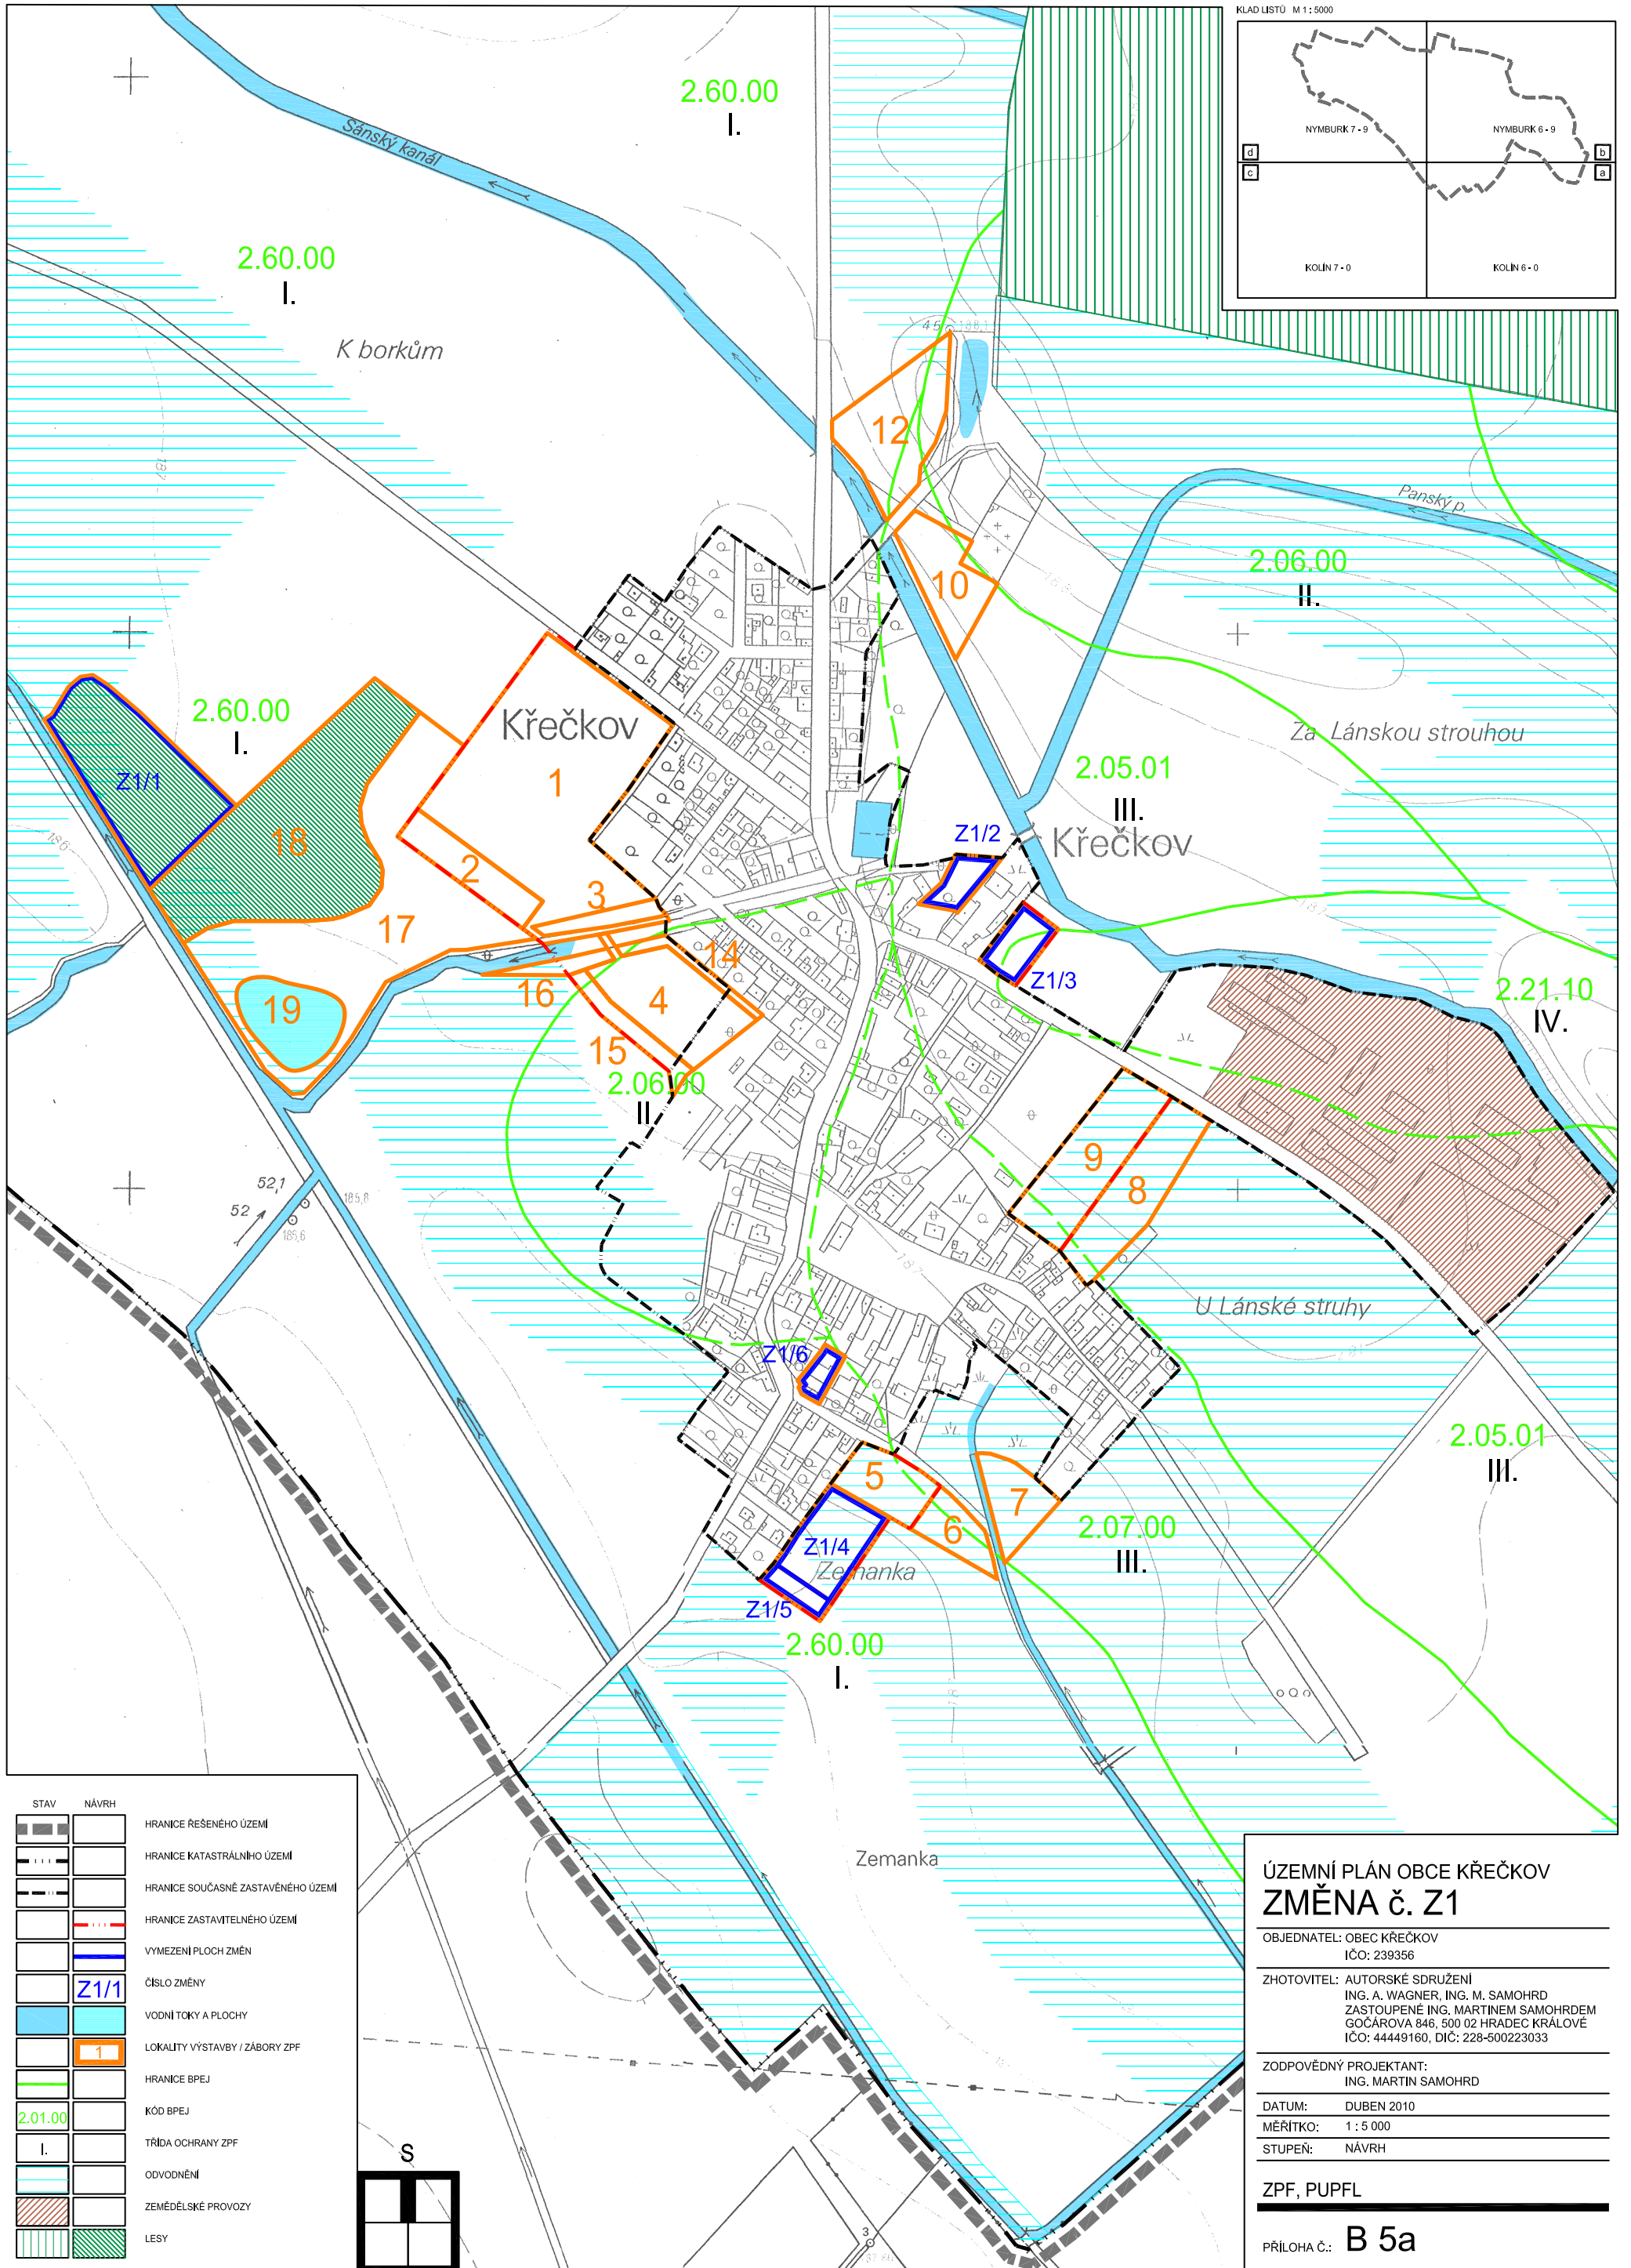 KLAD LISTŮ M 1 : 5000
NYMBURK 7 - 9
NYMBURK 6 - 9
d
b
c
a
KOLÍN 7 - 0
KOLÍN 6 - 0
2.60.00
I.
Sánský kanál
2.60.00
I.
K borkům
45
12
Panský p.
10
2.06.00
II.
187
2.60.00
I.
Křečkov
Za Lánskou strouhou
1
2.05.01
III.
Z1/1
Z1/2
Křečkov
18
186
2
3
17
14
Z1/3
16
4
2.21.10
IV.
19
15
2.06.00
II.
9
8
52,1
52
185,8
185,6
187
U Lánské struhy
Z1/6
2.05.01
III.
5
7
6
2.07.00
III.
Z1/4
Zemanka
Z1/5
2.60.00
I.
Zemanka
3
STAV NÁVRH
HRANICE ŘEŠENÉHO ÚZEMÍ
HRANICE KATASTRÁLNÍHO ÚZEMÍ
HRANICE SOUČASNĚ ZASTAVĚNÉHO ÚZEMÍ
HRANICE ZASTAVITELNÉHO ÚZEMÍ
VYMEZENÍ PLOCH ZMĚN
Z1/1 ČÍSLO ZMĚNY
VODNÍ TOKY A PLOCHY
1 LOKALITY VÝSTAVBY / ZÁBORY ZPF
HRANICE BPEJ
2.01.00 KÓD BPEJ
I. TŘÍDA OCHRANY ZPF
ODVODNĚNÍ
ZEMĚDĚLSKÉ PROVOZY
LESY
S
ÚZEMNÍ PLÁN OBCE KŘEČKOV
ZMĚNA č. Z1
OBJEDNATEL: OBEC KŘEČKOV
IČO: 239356
ZHOTOVITEL: AUTORSKÉ SDRUŽENÍ
ING. A. WAGNER, ING. M. SAMOHRD
ZASTOUPENÉ ING. MARTINEM SAMOHRDEM
GOČÁROVA 846, 500 02 HRADEC KRÁLOVÉ
IČO: 44449160, DIČ: 228-500223033
ZODPOVĚDNÝ PROJEKTANT:
ING. MARTIN SAMOHRD
DATUM: DUBEN 2010
MĚŘÍTKO: 1 : 5 000
STUPEŇ: NÁVRH
ZPF, PUPFL
PŘÍLOHA Č.: B 5a